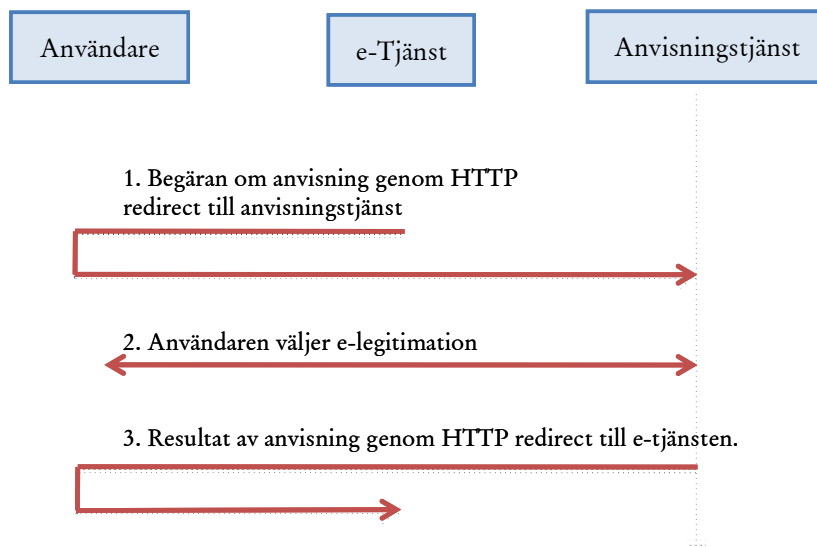 Användare
e-Tjänst
Anvisningstjänst
1. Begäran om anvisning genom HTTP
redirect till anvisningstjänst
2. Användaren väljer e-legitimation
3. Resultat av anvisning genom HTTP redirect till e-tjänsten.